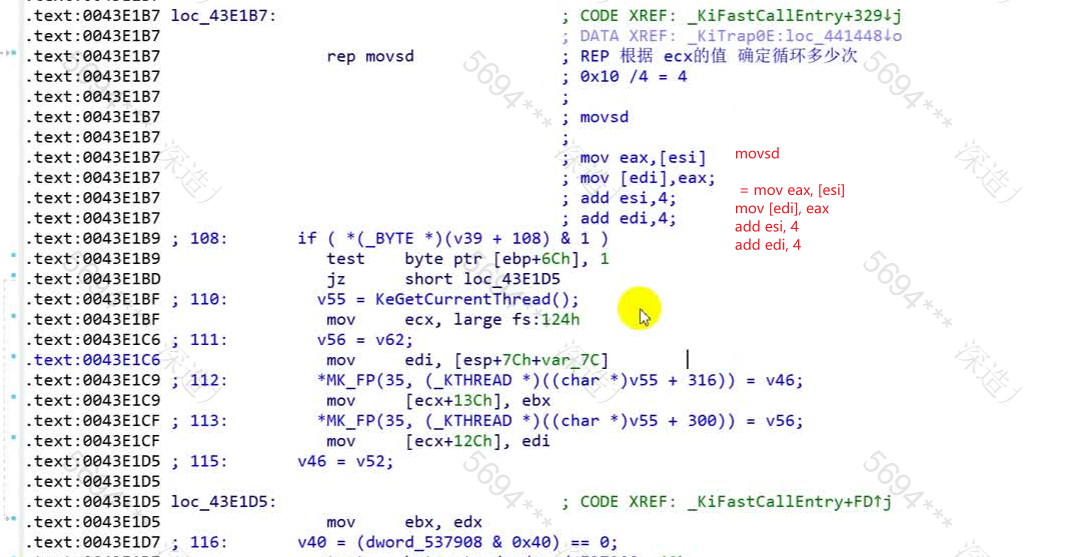 .text:0043E1B7 loc_43E1B7: ; CODE XREF: _KiFastCallEntry+329↓j
.text:0043E1B7 ; DATA XREF: _KiTrap0E:loc_441448↓o
.text:0043E1B7 rep movsd ; REP 根据 ecx的值 确定循环多少次
.text:0043E1B7 ; 0x10 /4 = 4
.text:0043E1B7 ;
.text:0043E1B7 ; movsd
.text:0043E1B7 ;
.text:0043E1B7 ; mov eax,[esi] movsd
.text:0043E1B7 ; mov [edi],eax;
= mov eax, [esi]
.text:0043E1B7 ; add esi,4;
mov [edi], eax
.text:0043E1B7 ; add edi,4;
add esi, 4
.text:0043E1B9 ; 108: if ( *(_BYTE *)(v39 + 108) & 1 )
add edi, 4
.text:0043E1B9 test byte ptr [ebp+6Ch], 1
.text:0043E1BD jz short loc_43E1D5
.text:0043E1BF ; 110: v55 = KeGetCurrentThread();
.text:0043E1BF mov ecx, large fs:124h
.text:0043E1C6 ; 111: v56 = v62;
.text:0043E1C6 mov edi, [esp+7Ch+var_7C]
.text:0043E1C9 ; 112: *MK_FP(35, (_KTHREAD *)((char *)v55 + 316)) = v46;
.text:0043E1C9 mov [ecx+13Ch], ebx
.text:0043E1CF ; 113: *MK_FP(35, (_KTHREAD *)((char *)v55 + 300)) = v56;
.text:0043E1CF mov [ecx+12Ch], edi
.text:0043E1D5 ; 115: v46 = v52;
.text:0043E1D5
.text:0043E1D5 loc_43E1D5: ; CODE XREF: _KiFastCallEntry+FD↑j
.text:0043E1D5 mov ebx, edx
.text:0043E1D7 ; 116: v40 = (dword_537908 & 0x40) == 0;
5694***
深造